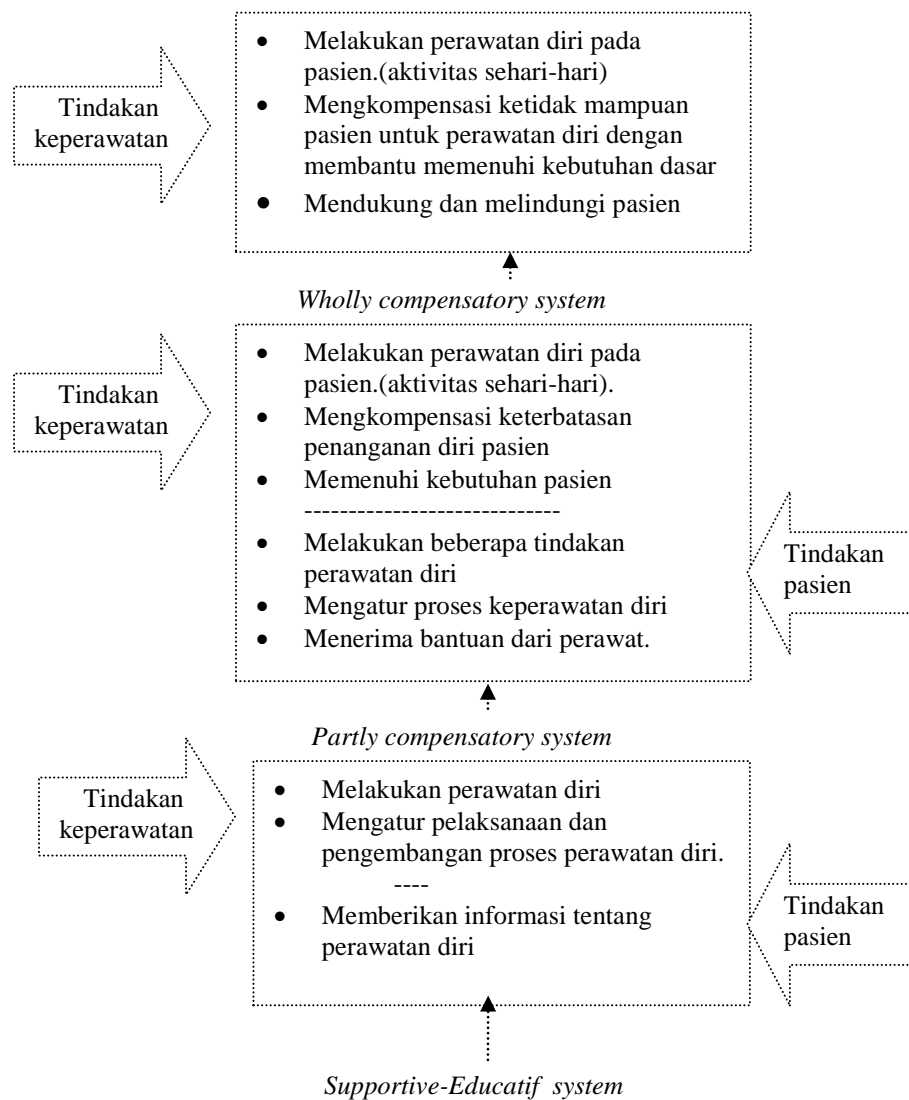 Tindakan
keperawatan
• Melakukan perawatan diri pada
pasien.(aktivitas sehari-hari)
• Mengkompensasi ketidak mampuan
pasien untuk perawatan diri dengan
membantu memenuhi kebutuhan dasar
• Mendukung dan melindungi pasien
Wholly compensatory system
Tindakan
keperawatan
• Melakukan perawatan diri pada
pasien.(aktivitas sehari-hari).
• Mengkompensasi keterbatasan
penanganan diri pasien
• Memenuhi kebutuhan pasien
-----------------------------
• Melakukan beberapa tindakan
perawatan diri
• Mengatur proses keperawatan diri
• Menerima bantuan dari perawat.
Tindakan
pasien
Partly compensatory system
Tindakan
keperawatan
• Melakukan perawatan diri
• Mengatur pelaksanaan dan
pengembangan proses perawatan diri.
----
• Memberikan informasi tentang
perawatan diri
Tindakan
pasien
Supportive-Educatif system